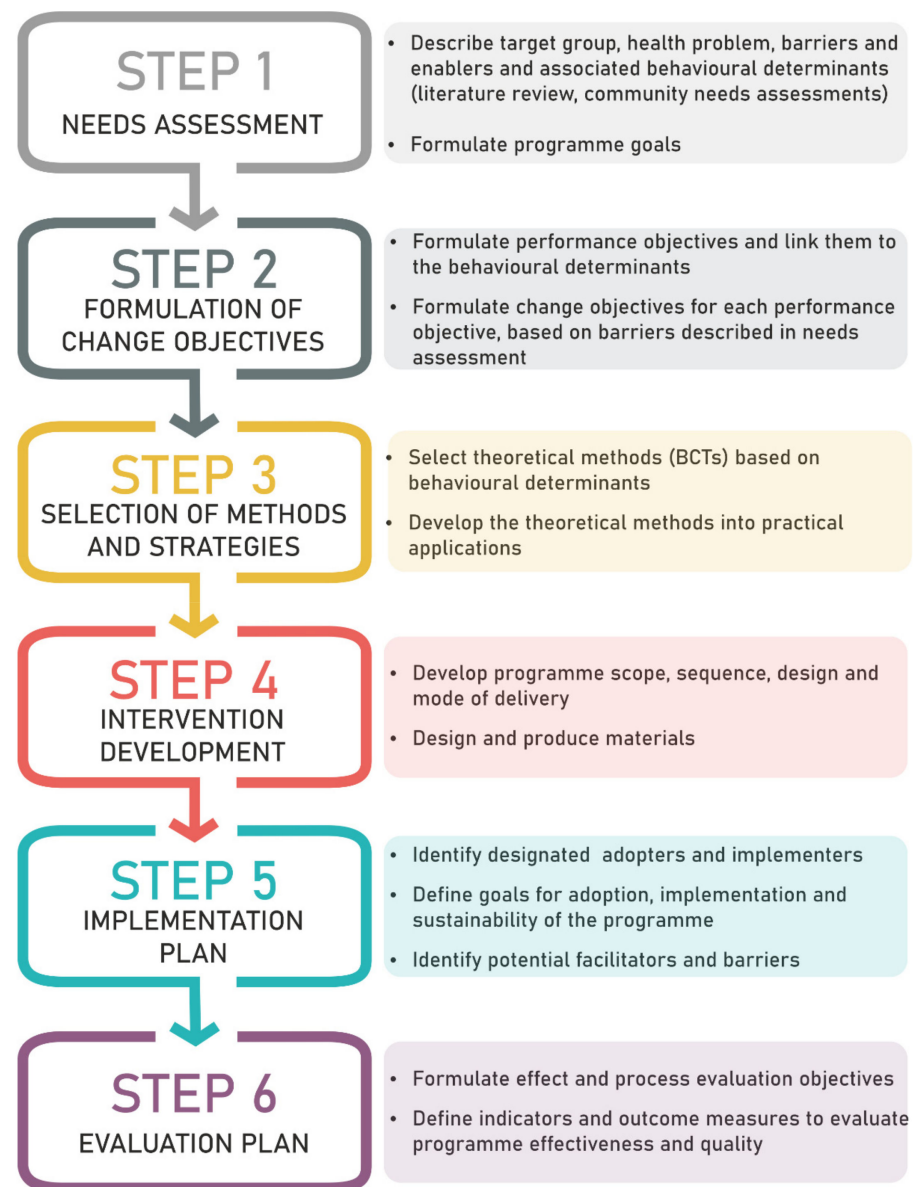 STEP 1
NEEDS ASSESSMENT
• Describe target group, health problem, barriers and
enablers and associated behavioural determinants
(literature review, community needs assessments)
• Formulate programme goals
STEP 2
FORMULATION OF
CHANGE OBJECTIVES
• Formulate performance objectives and link them to
the behavioural determinants
• Formulate change objectives for each performance
objective, based on barriers described in needs
assessment
STEP 3
SELECTION OF METHODS
AND STRATEGIES
• Select theoretical methods (BCTs) based on
behavioural determinants
• Develop the theoretical methods into practical
applications
STEP 4
INTERVENTION
DEVELOPMENT
• Develop programme scope, sequence, design and
mode of delivery
• Design and produce materials
STEP 5
IMPLEMENTATION
PLAN
• Identify designated adopters and implementers
• Define goals for adoption, implementation and
sustainability of the programme
• Identify potential facilitators and barriers
STEP 6
EVALUATION PLAN
• Formulate effect and process evaluation objectives
• Define indicators and outcome measures to evaluate
programme effectiveness and quality